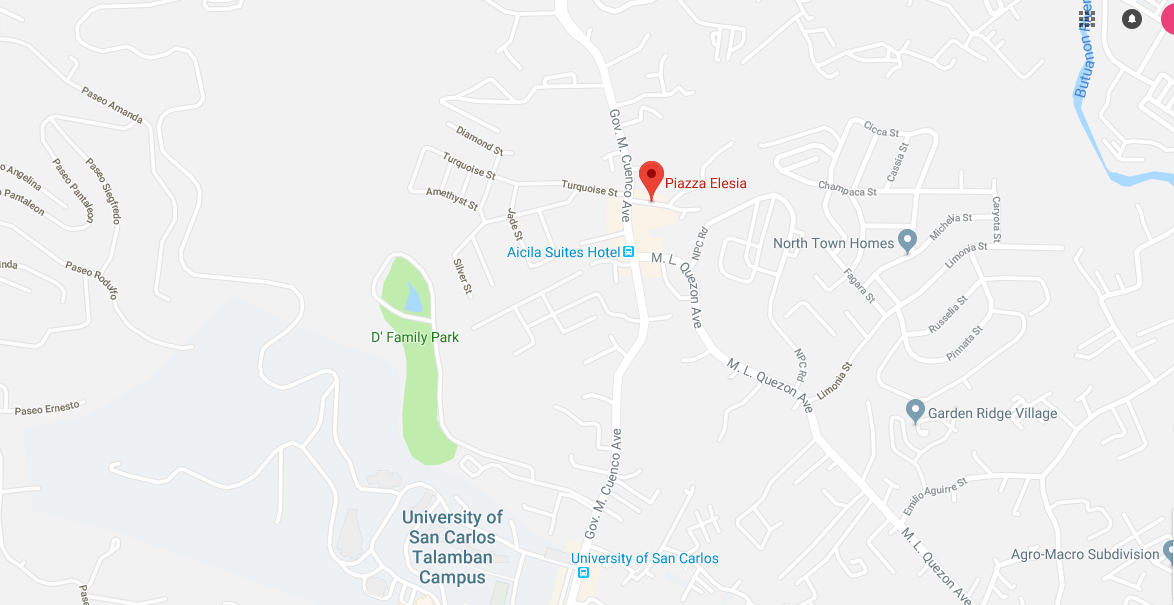 Butuanon River
Paseo Amanda
Gov. M. Cuenco Ave
Cicca St
Diamond St
Cassia St
Turquoise St
Paseo Siegfredo
Paseo Pantaleoy
Angelina
Pantaleon
Piazza Elesia
Turquoise St
Champaca St
Amethyst St
Caryota St
Jade St
Michelia St
NPC Rd
North Town Homes
Aicila Suites Hotel
Limonia St
M. L. Quezon Ave
Paseo Rodulfo
Silver St
Fagara St
Russelia St
D' Family Park
Pinnata St
NPC Rd
M. L. Quezon Ave
Limonia St
Paseo Ernesto
Garden Ridge Village
Gov. M. Cuenco Ave
Emilio Aguirre St
University of
San Carlos
Talamban
Campus
M. L. Quezon Ave
University of San Carlos
Agro-Macro Subdivision
Pase